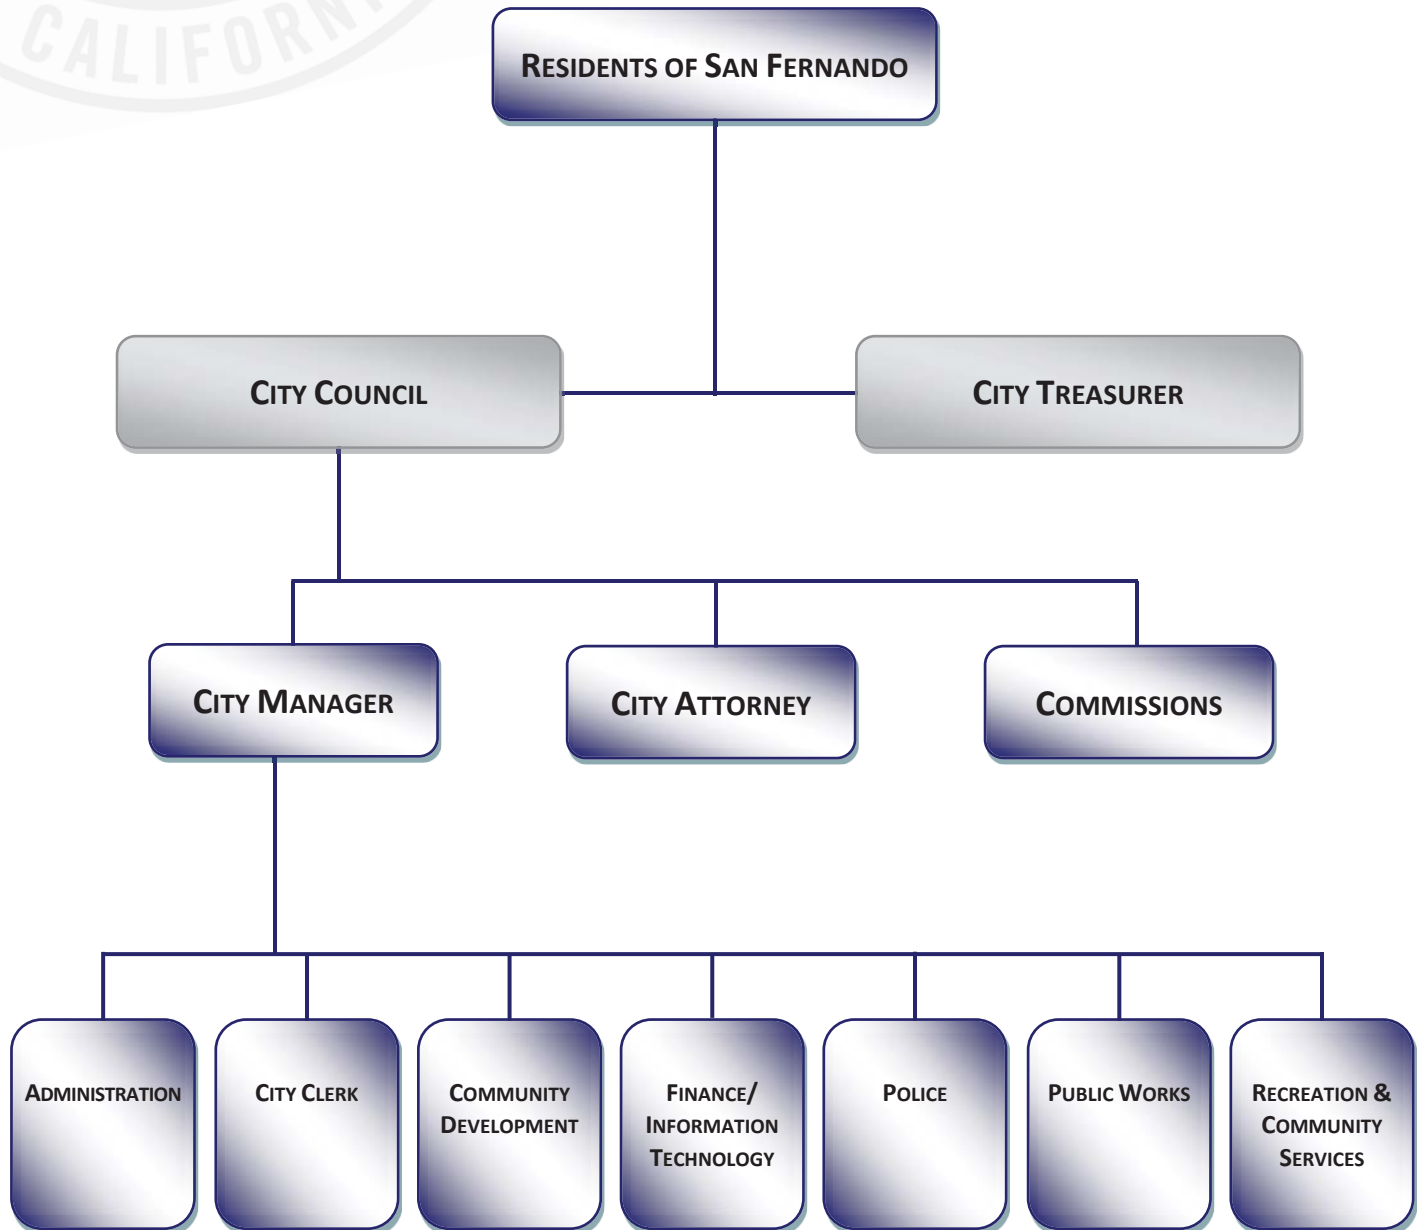 CALIFORNI
RESIDENTS OF SAN FERNANDO
CITY COUNCIL
CITY TREASURER
CITY MANAGER
CITY ATTORNEY
COMMISSIONS
ADMINISTRATION
CITY CLERK
COMMUNITY
DEVELOPMENT
FINANCE/
INFORMATION
TECHNOLOGY
POLICE
PUBLIC WORKS
RECREATION &
COMMUNITY
SERVICES